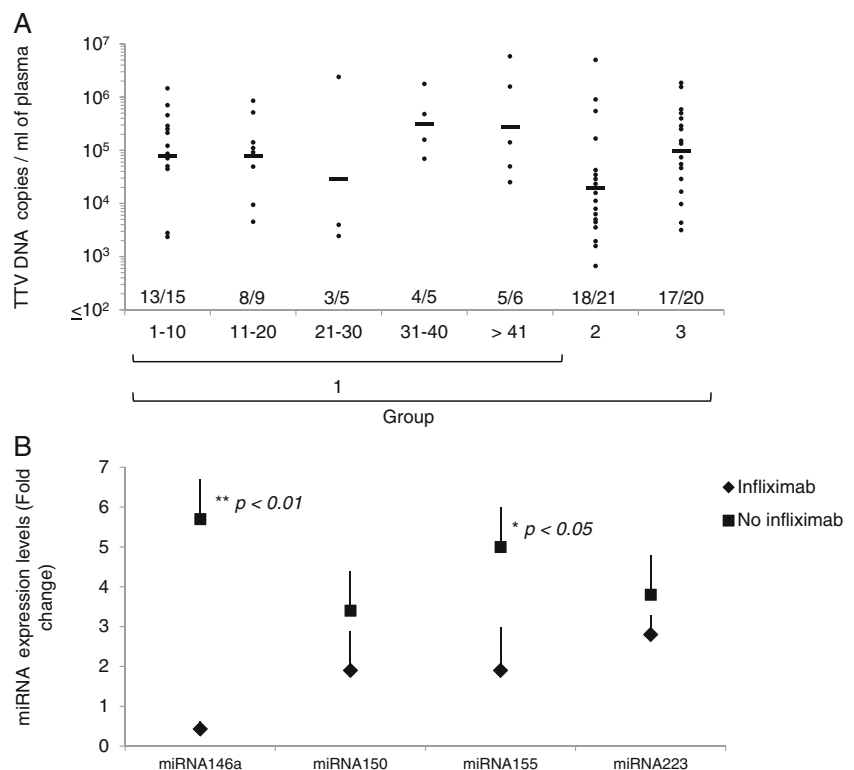 A
TTV DNA copies / ml of plasma
10⁷
10⁶
10⁵
10⁴
10³
≤ 10²
13/15 8/9 3/5 4/5 5/6 18/21 17/20
1-10 11-20 21-30 31-40 > 41 2 3
1
Group
B
miRNA expression levels (Fold change)
7
6
5
4
3
2
1
0
** p < 0.01
* p < 0.05
Infliximab
No infliximab
miRNA146a miRNA150 miRNA155 miRNA223